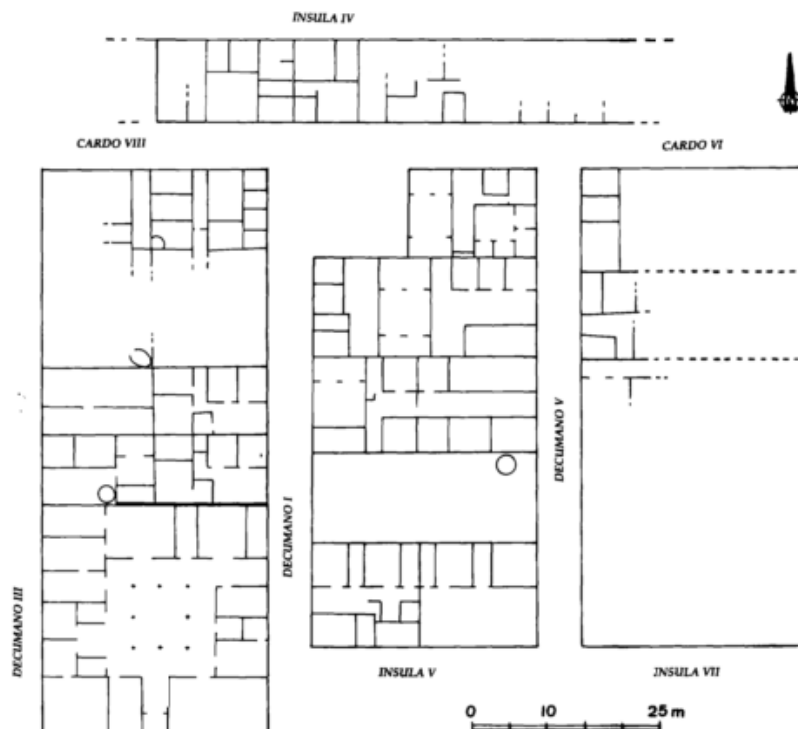 INSULA IV
CARDO VIII
CARDO VI
DECUMANO III
DECUMANO I
DECUMANO V
INSULA V
INSULA VII
0 10 25 m